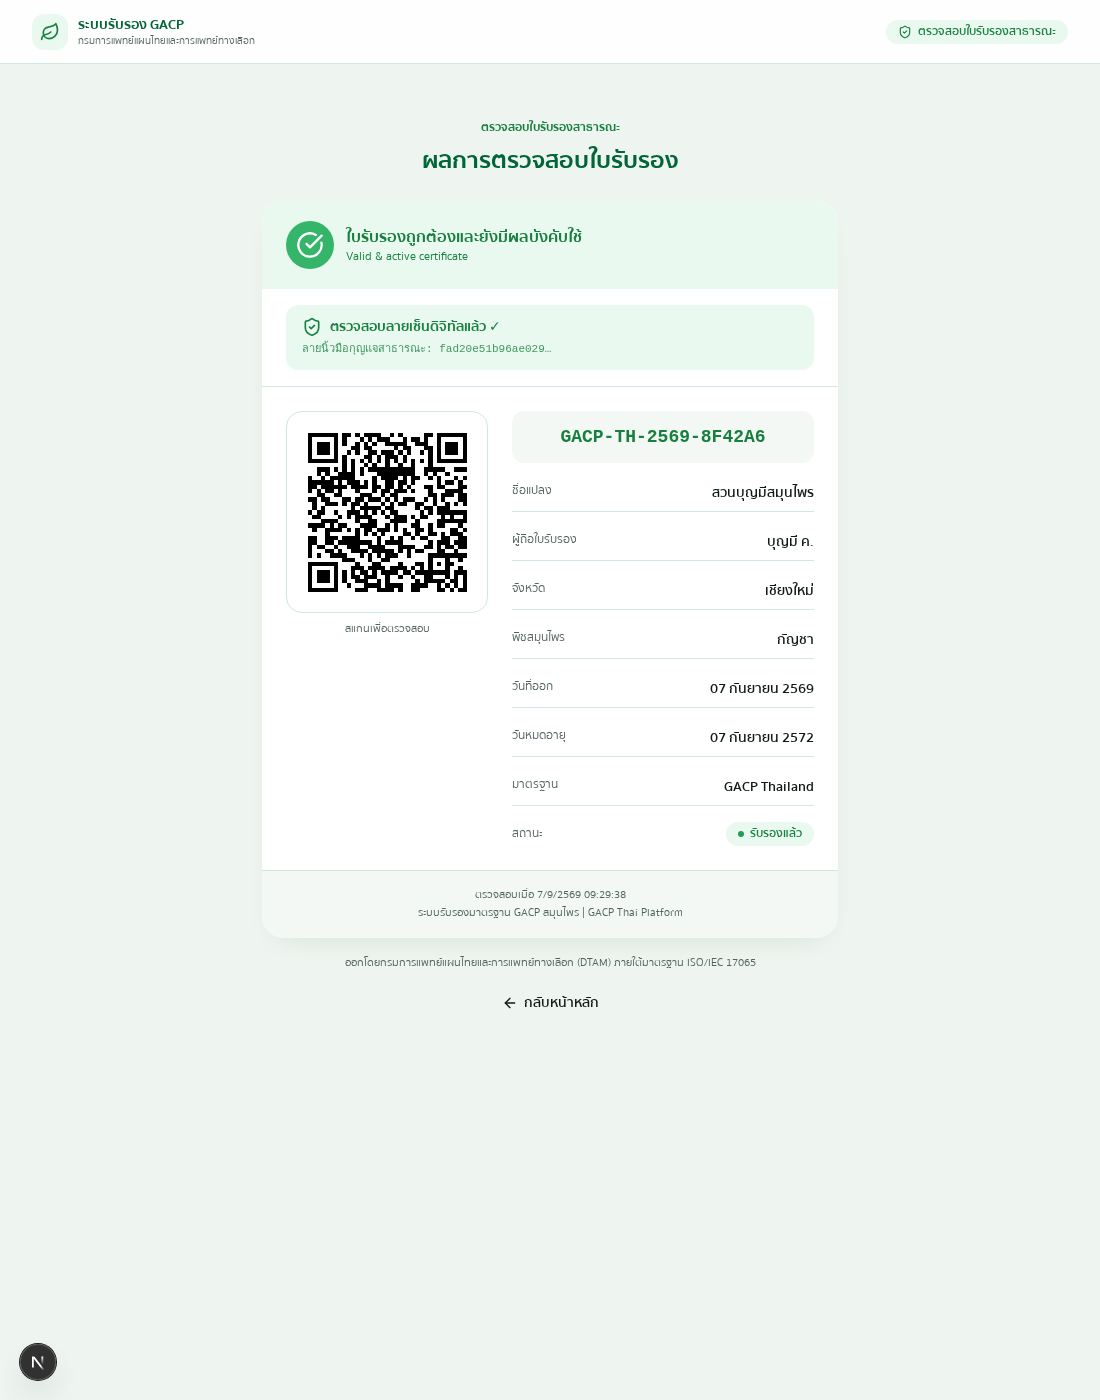 ระบบรับรอง GACP
กรมการแพทย์แผนไทยและการแพทย์ทางเลือก
ตรวจสอบใบรับรองสาธารณะ
ตรวจสอบใบรับรองสาธารณะ
ผลการตรวจสอบใบรับรอง
ใบรับรองถูกต้องและยังมีผลบังคับใช้
Valid & active certificate
ตรวจสอบลายเซ็นดิจิทัลแล้ว ✓
ลายนิ้วมือกุญแจสาธารณะ: fad20e51b96ae029…
สแกนเพื่อตรวจสอบ
GACP-TH-2569-8F42A6
ชื่อแปลง สวนบุญมีสมุนไพร
ผู้ถือใบรับรอง บุญมี ค.
จังหวัด เชียงใหม่
พืชสมุนไพร กัญชา
วันที่ออก 07 กันยายน 2569
วันหมดอายุ 07 กันยายน 2572
มาตรฐาน GACP Thailand
สถานะ รับรองแล้ว
ตรวจสอบเมื่อ 7/9/2569 09:29:38
ระบบรับรองมาตรฐาน GACP สมุนไพร | GACP Thai Platform
ออกโดยกรมการแพทย์แผนไทยและการแพทย์ทางเลือก (DTAM) ภายใต้มาตรฐาน ISO/IEC 17065
กลับหน้าหลัก
N